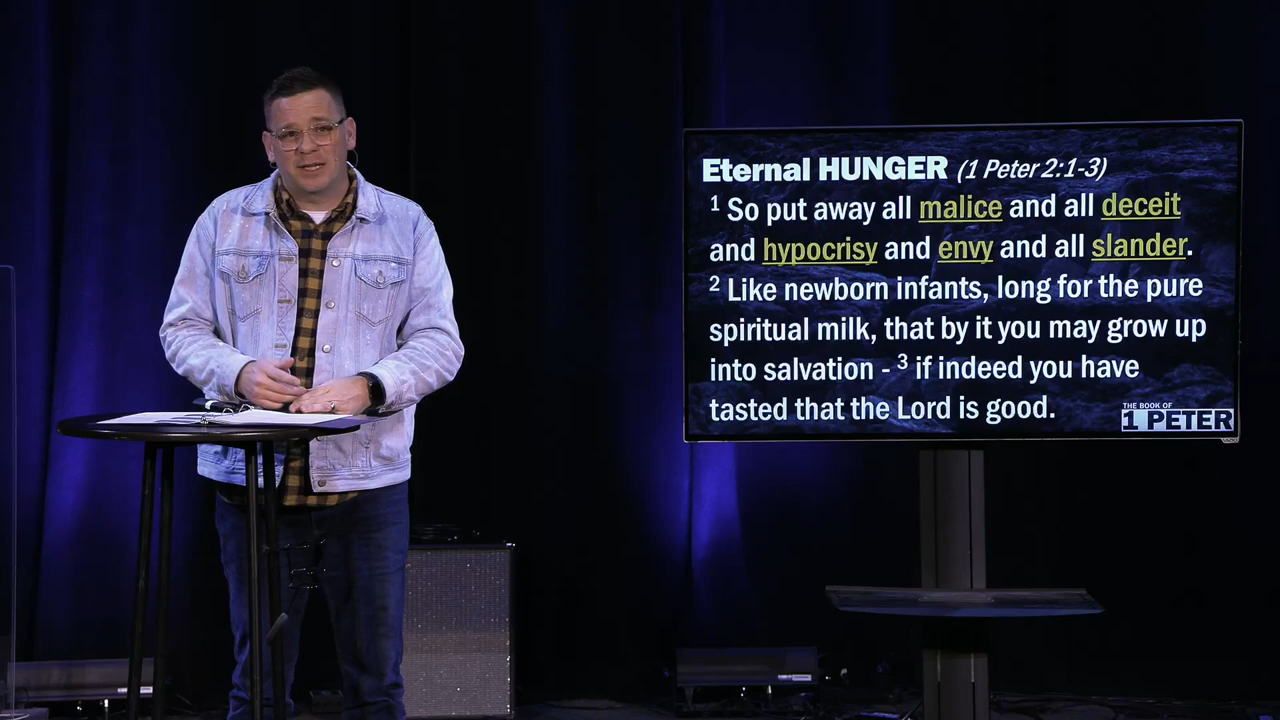 Eternal HUNGER (1 Peter 2:1-3)
1 So put away all malice and all deceit
and hypocrisy and envy and all slander.
2 Like newborn infants, long for the pure
spiritual milk, that by it you may grow up
into salvation - 3 if indeed you have
tasted that the Lord is good.
THE BOOK OF
1 PETER